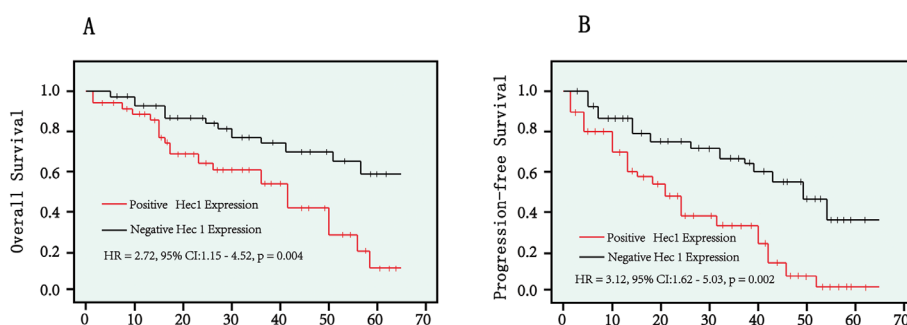 A
Overall Survival
1.0
0.8
0.6
0.4
0.2
0.0
Positive Hec1 Expression
Negative Hec 1 Expression
HR = 2.72, 95% CI:1.15 - 4.52, p = 0.004
0 10 20 30 40 50 60 70
B
Progression-free Survival
1.0
0.8
0.6
0.4
0.2
0.0
Positive Hec1 Expression
Negative Hec 1 Expression
HR = 3.12, 95% CI:1.62 - 5.03, p = 0.002
0 10 20 30 40 50 60 70